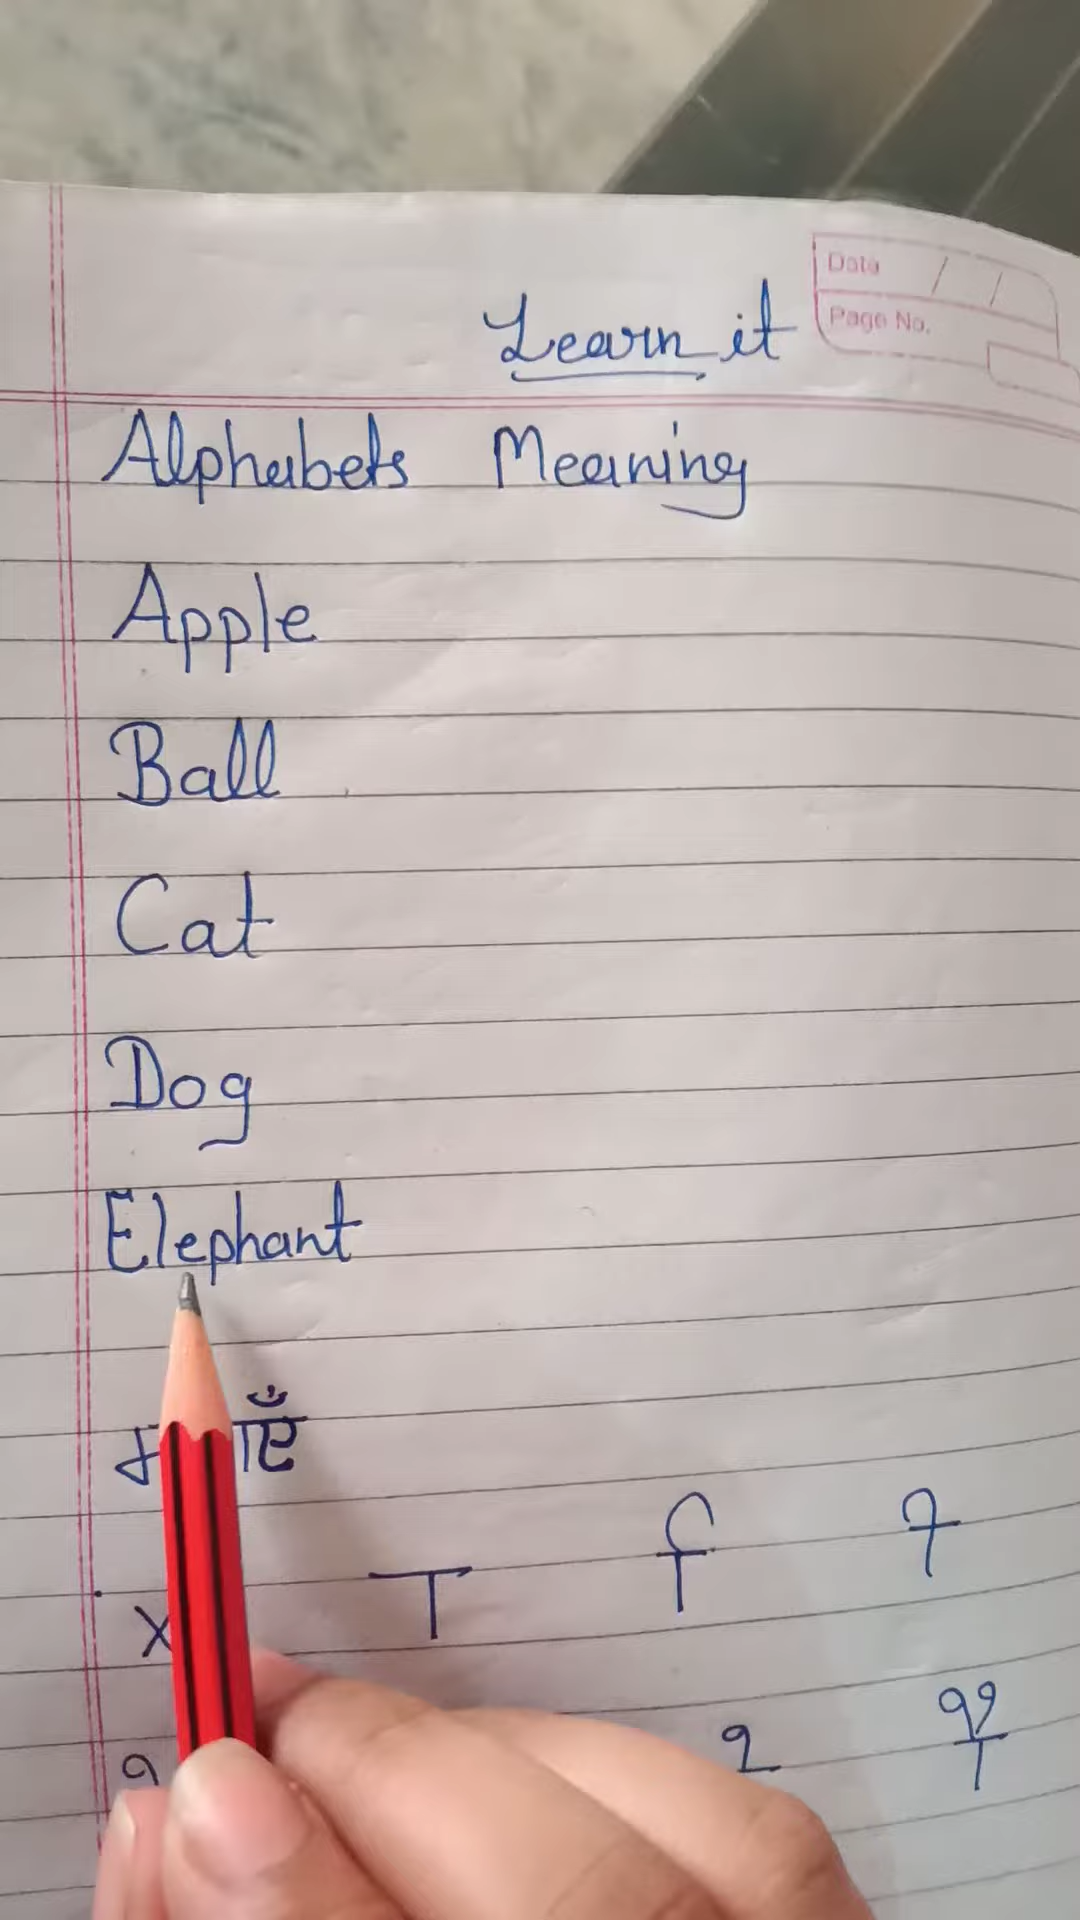 Date / /
Page No.
Learn it
Alphabets Meaning
Apple
Ball
Cat
Dog
Elephant
X T